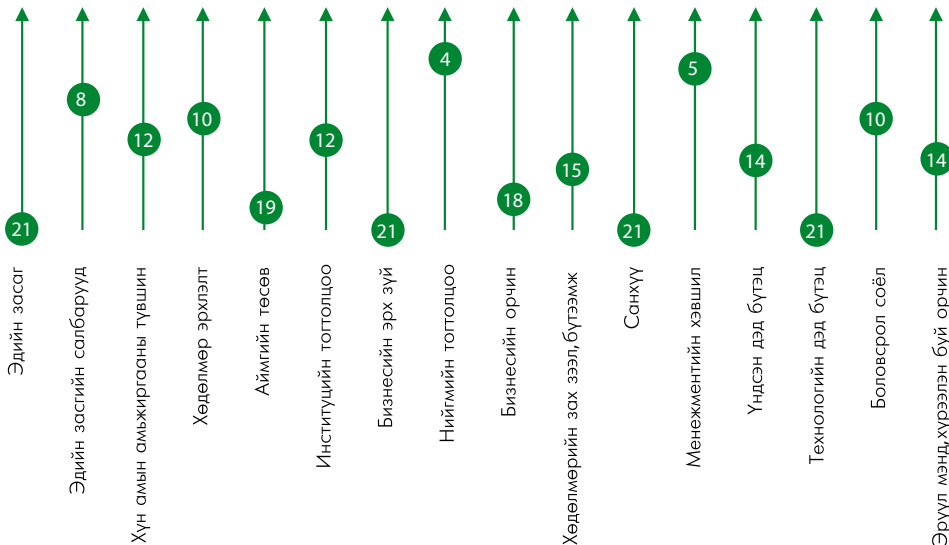 21
8
12
10
19
12
21
4
18
15
21
5
14
21
10
14
Эдийн засаг
Эдийн засгийн салбарууд
Хүн амын амьжиргааны түвшин
Хөдөлмөр эрхлэлт
Аймгийн төсөв
Институцийн тогтолцоо
Бизнесийн эрх зүй
Нийгмийн тогтолцоо
Бизнесийн орчин
Хөдөлмөрийн зах зээл,бүтээмж
Санхүү
Менежментийн хэвшил
Үндсэн дэд бүтэц
Технологийн дэд бүтэц
Боловсрол соёл
Эрүүл мэнд,хүрээлэн буй орчин